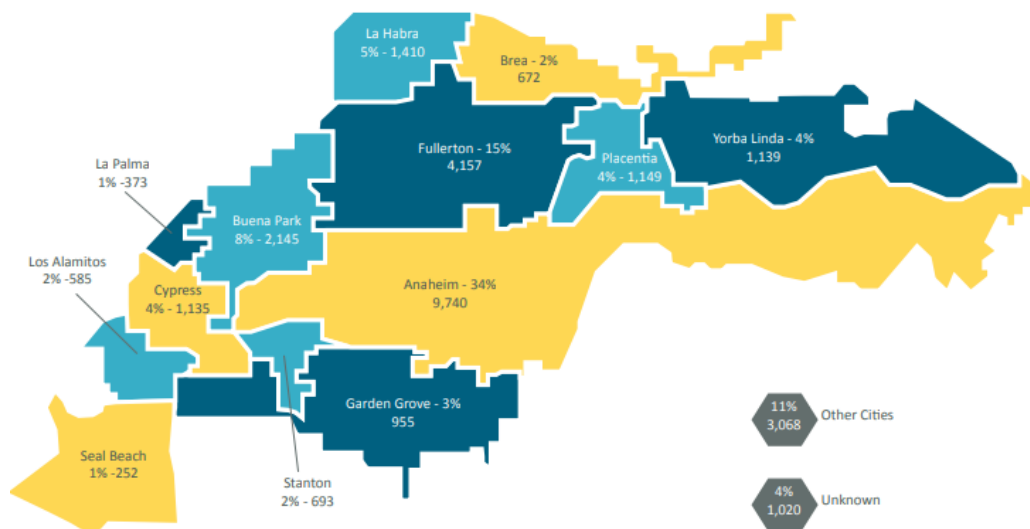 La Habra
5% - 1,410
Brea - 2%
672
Fullerton - 15%
4,157
Placentia
4% - 1,149
Yorba Linda - 4%
1,139
La Palma
1% -373
Buena Park
8% - 2,145
Los Alamitos
2% -585
Cypress
4% - 1,135
Anaheim - 34%
9,740
Garden Grove - 3%
955
Seal Beach
1% -252
Stanton
2% - 693
11%
3,068
Other Cities
4%
1,020
Unknown